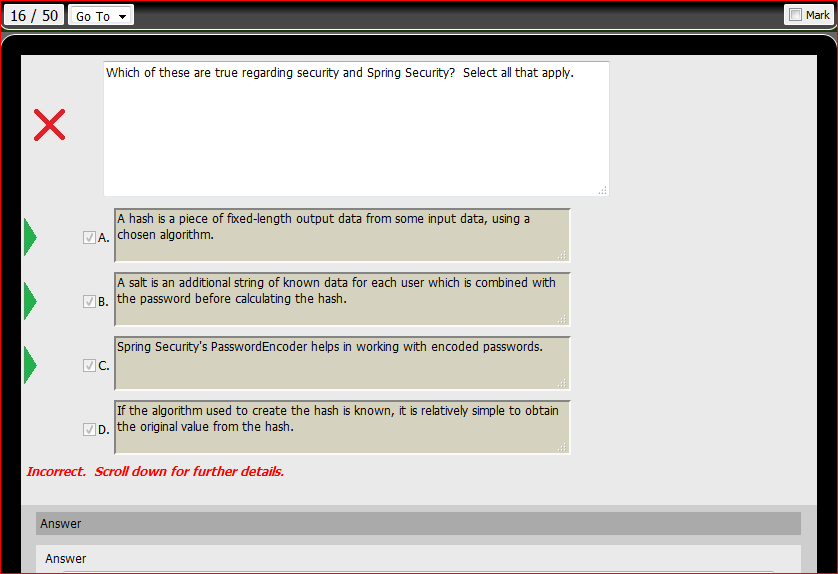 16 / 50 Go To Mark
Which of these are true regarding security and Spring Security?  Select all that apply.
A. A hash is a piece of fixed-length output data from some input data, using a
chosen algorithm.
B. A salt is an additional string of known data for each user which is combined with
the password before calculating the hash.
C. Spring Security's PasswordEncoder helps in working with encoded passwords.
D. If the algorithm used to create the hash is known, it is relatively simple to obtain
the original value from the hash.
Incorrect.  Scroll down for further details.
Answer
Answer